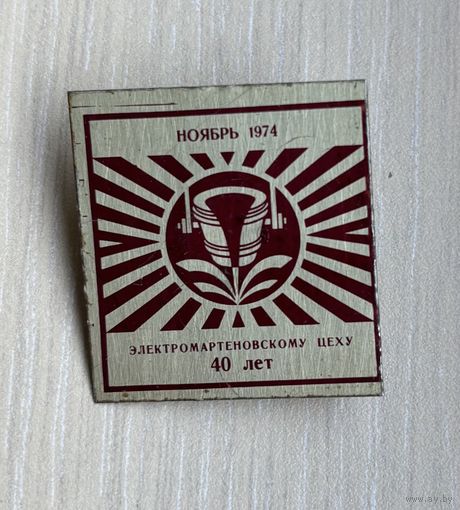 НОЯБРЬ 1974
ЭЛЕКТРОМАРТЕНОВСКОМУ ЦЕХУ
40 лет
www.ay.by